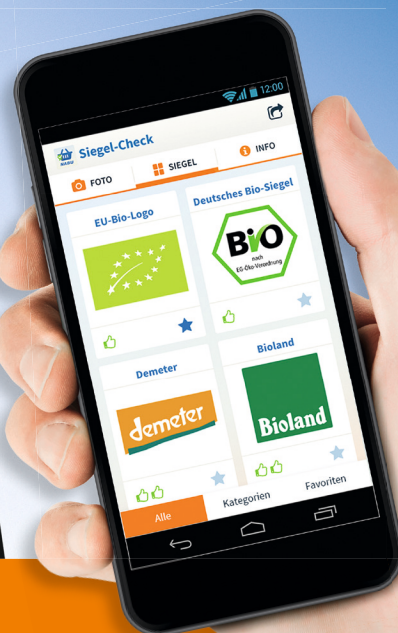 12:00
NABU
Siegel-Check
FOTO
SIEGEL
INFO
EU-Bio-Logo
Deutsches Bio-Siegel
Bio
nach
EG-Öko-Verordnung
Demeter
Bioland
demeter
Bioland
Alle
Kategorien
Favoriten